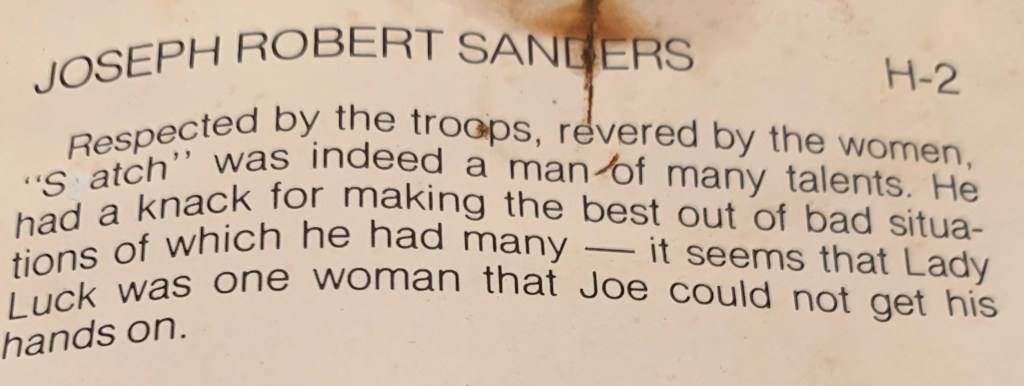 JOSEPH ROBERT SANDERS H-2
Respected by the troops, revered by the women,
was indeed a man of many talents. He
had a knack for making the best out of bad situa-
tions of which he had many — it seems that Lady
Luck was one woman that Joe could not get his
hands on.